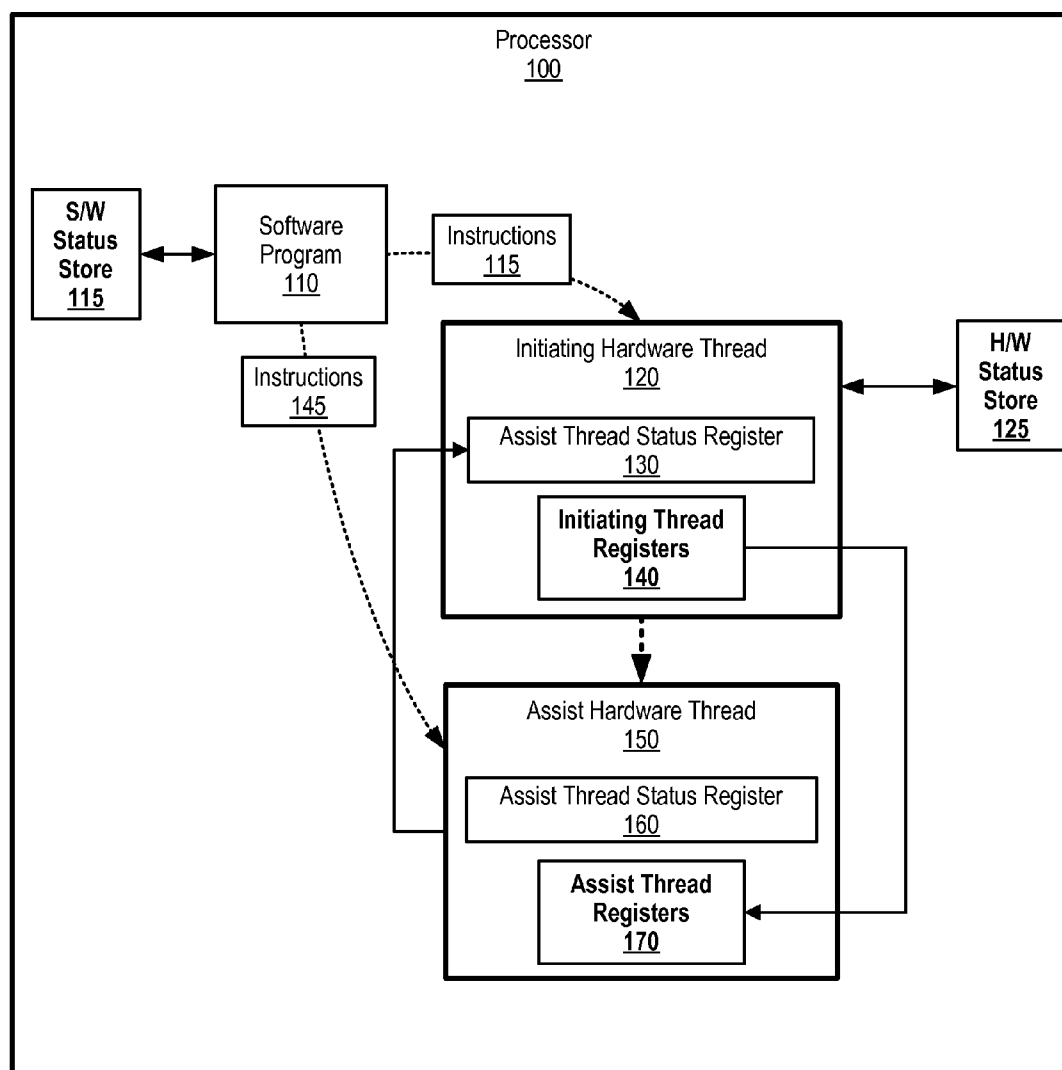 Processor
100
S/W
Status
Store
115
Software
Program
110
Instructions
115
Initiating Hardware Thread
120
H/W
Status
Store
125
Instructions
145
Assist Thread Status Register
130
Initiating Thread
Registers
140
Assist Hardware Thread
150
Assist Thread Status Register
160
Assist Thread
Registers
170